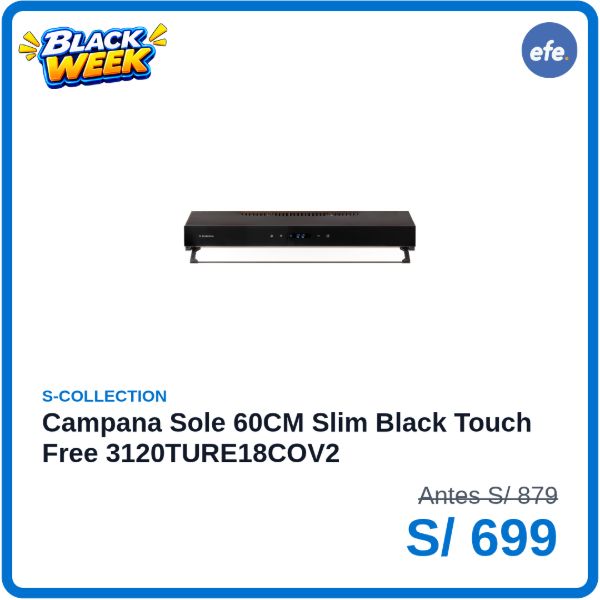 BLACK
WEEK
efe.
S-COLLECTION
Campana Sole 60CM Slim Black Touch
Free 3120TURE18COV2
Antes S/ 879
S/ 699